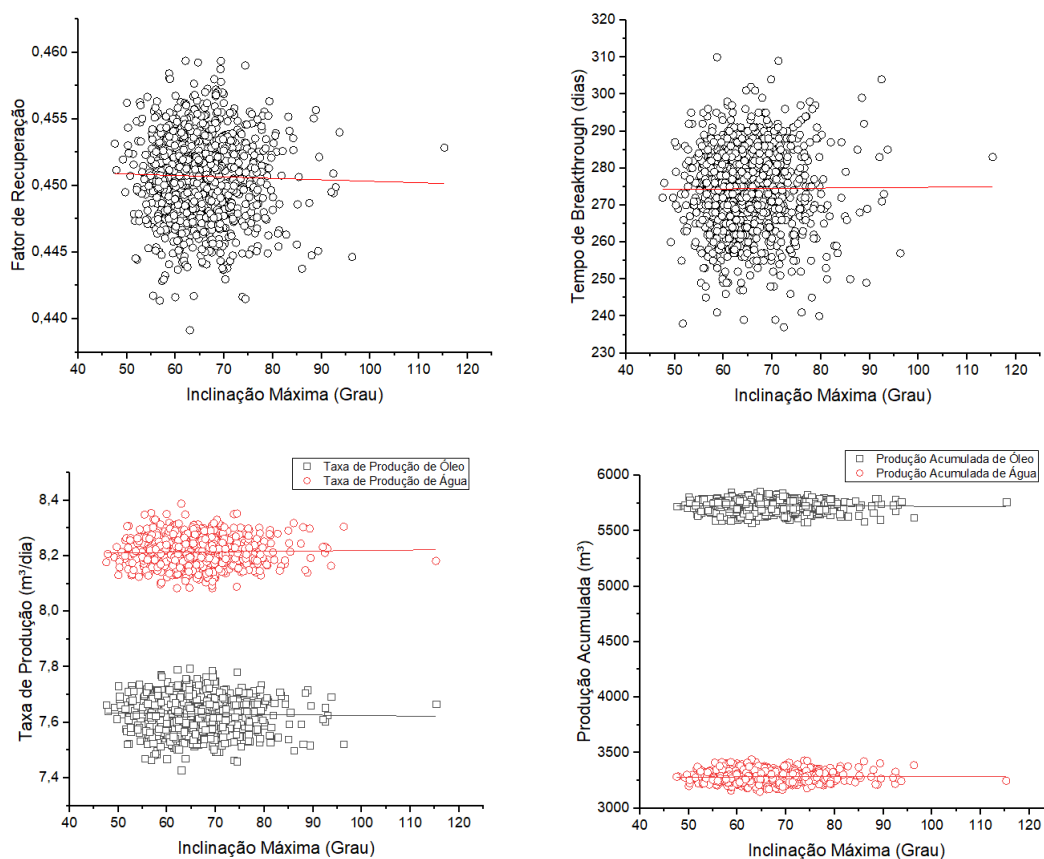 Fator de Recuperação
0,460
0,455
0,450
0,445
0,440
40 50 60 70 80 90 100 110 120
Inclinação Máxima (Grau)
Tempo de Breakthrough (dias)
320
310
300
290
280
270
260
250
240
230
40 50 60 70 80 90 100 110 120
Inclinação Máxima (Grau)
Taxa de Produção de Óleo
Taxa de Produção de Água
Taxa de Produção (m³/dia)
8,4
8,2
8,0
7,8
7,6
7,4
40 50 60 70 80 90 100 110 120
Inclinação Máxima (Grau)
Produção Acumulada de Óleo
Produção Acumulada de Água
Produção Acumulada (m³)
6000
5500
5000
4500
4000
3500
3000
40 50 60 70 80 90 100 110 120
Inclinação Máxima (Grau)